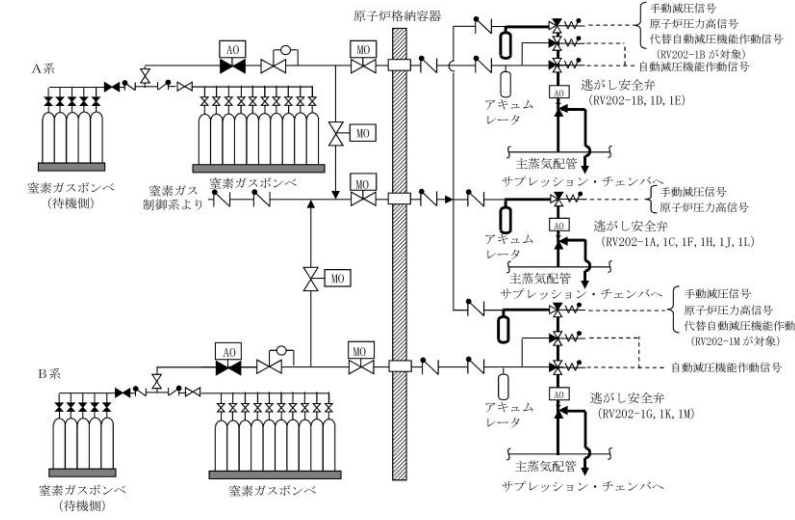 原子炉格納容器
手動減圧信号
原子炉圧力高信号
代替自動減圧機能作動信号
(RV202-1Bが対象)
自動減圧機能作動信号
AO
MO
A系
AO
逃がし安全弁
(RV202-1B, 1D, 1E)
アキュム
レータ
MO
主蒸気配管
サプレッション・チェンバへ
窒素ガスボンベ
(待機側)
窒素ガスボンベ
窒素ガス
制御系より
MO
手動減圧信号
原子炉圧力高信号
AO
逃がし安全弁
(RV202-1A, 1C, 1F, 1H, 1J, 1L)
アキュム
レータ
主蒸気配管
サプレッション・チェンバへ
MO
手動減圧信号
原子炉圧力高信号
代替自動減圧機能作動
(RV202-1Mが対象)
自動減圧機能作動信号
AO
MO
B系
AO
逃がし安全弁
(RV202-1G, 1K, 1M)
アキュム
レータ
主蒸気配管
サプレッション・チェンバへ
窒素ガスボンベ
(待機側)
窒素ガスボンベ